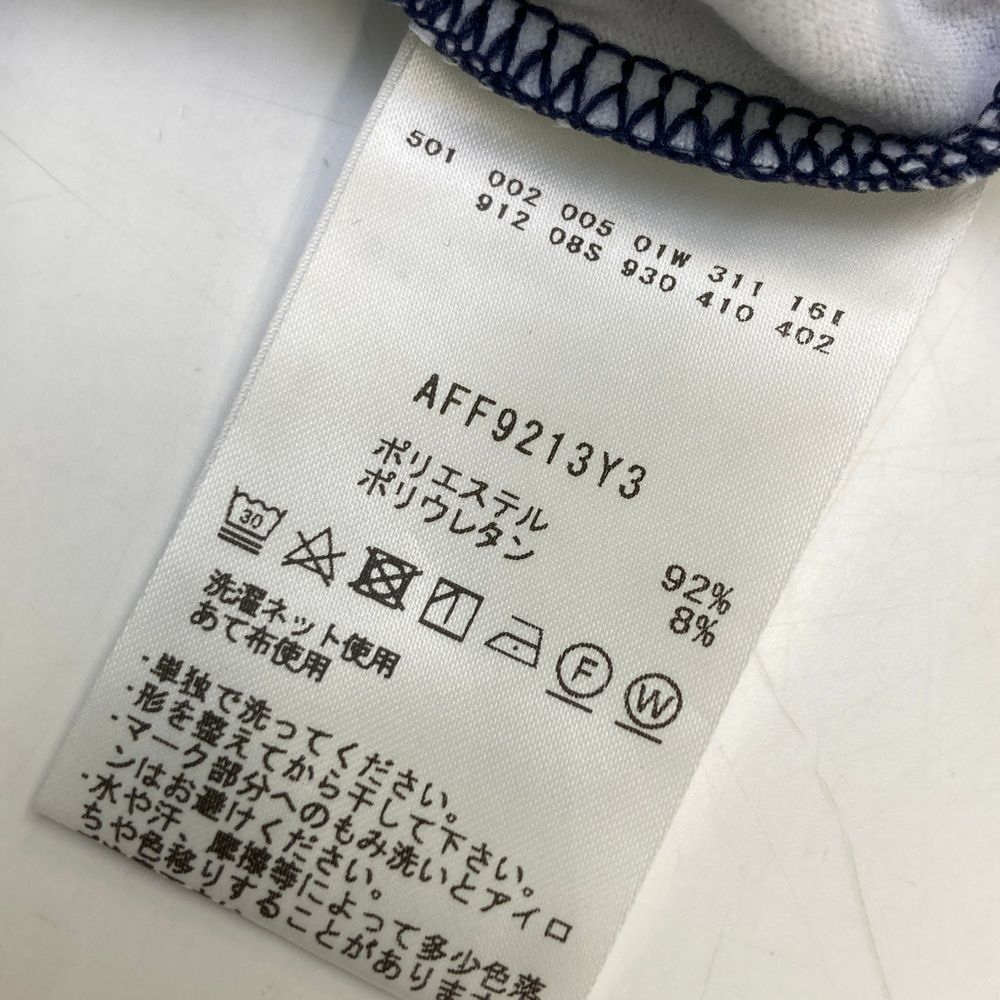 501
002 005 01W 311 161
912 08S 930 410 402
AFF9213Y3
ポリエステル 92%
ポリウレタン 8%
30
F W
洗濯ネット使用
あて布使用
・単独で洗ってください。
・形を整えてから干して下さい。
・マーク部分へのもみ洗いとアイロ
ンはお避けください。
・水や汗、摩擦等によって多少色落
ちや色移りすることがあります